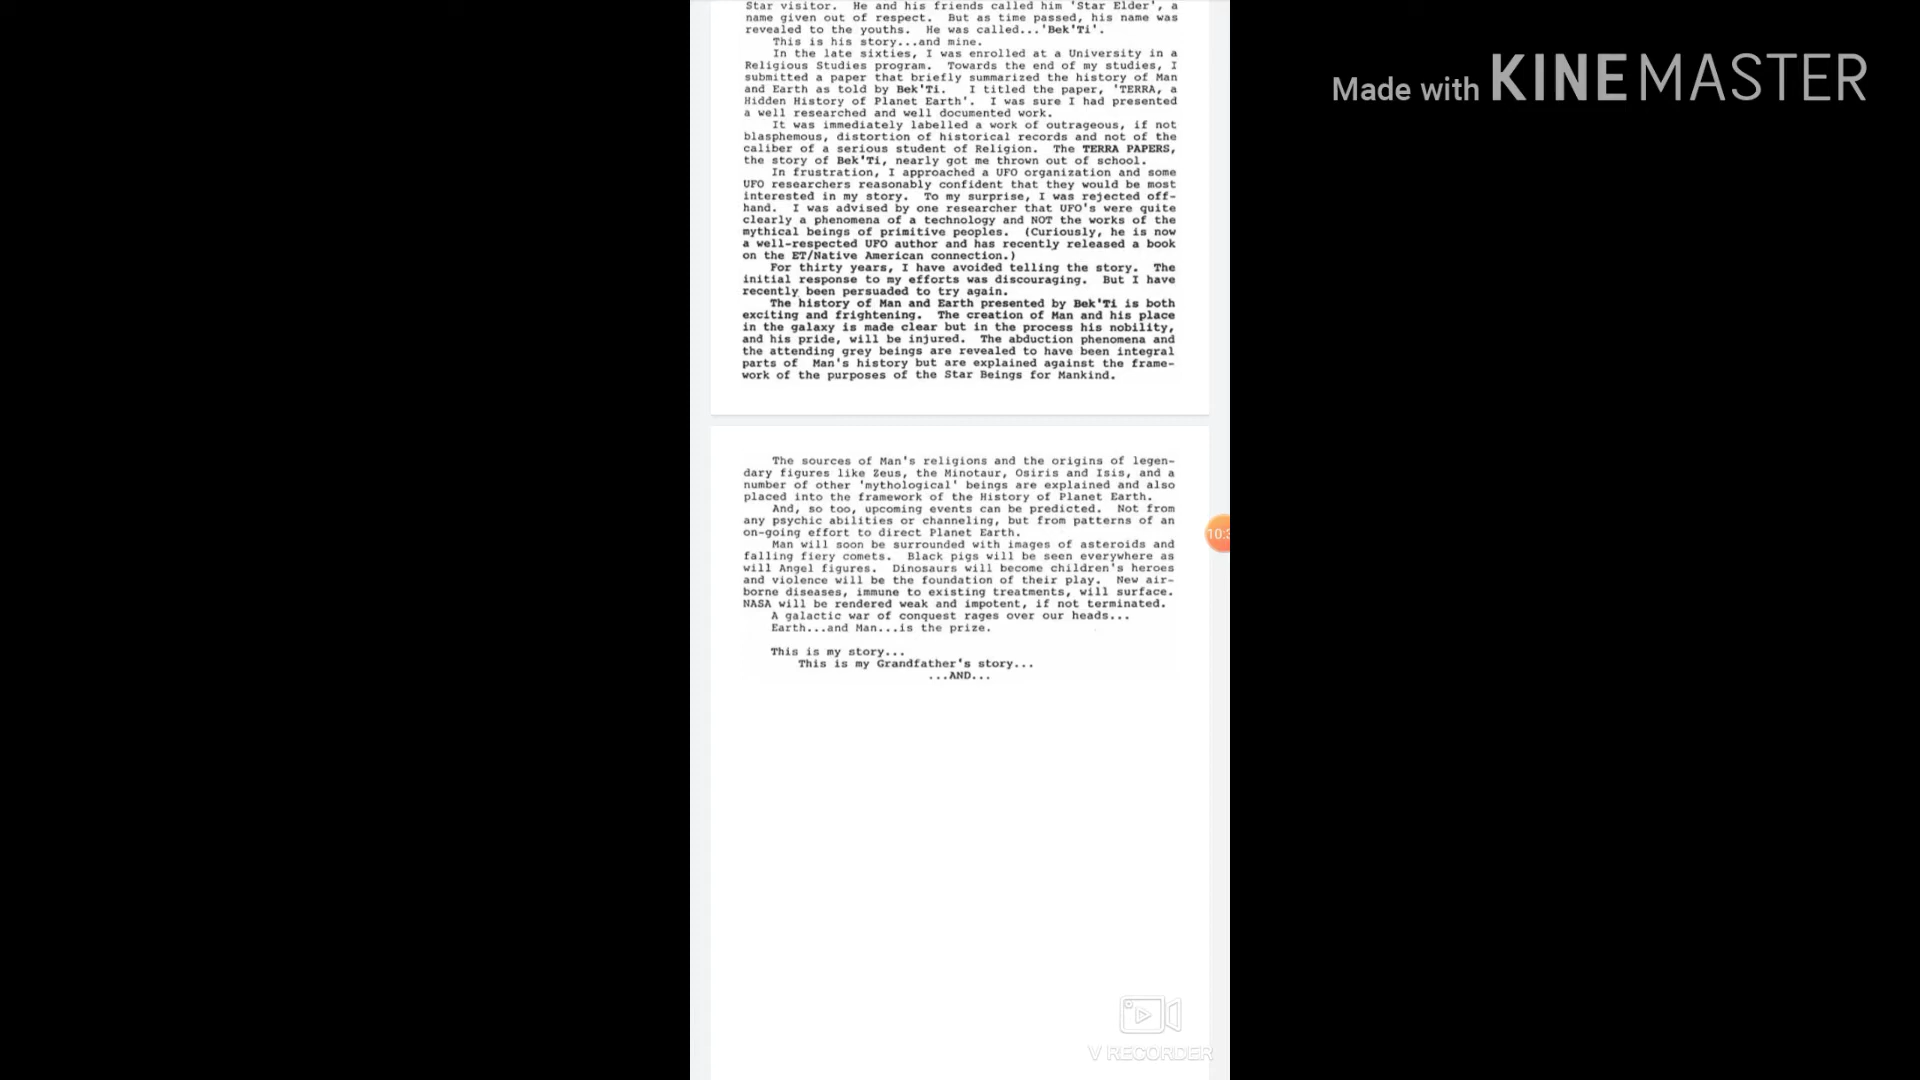 Star visitor. He and his friends called him 'Star Elder', a
name given out of respect. But as time passed, his name was
revealed to the youths. He was called...'Bek'Ti'.
This is his story...and mine.
In the late sixties, I was enrolled at a University in a
Religious Studies program. Towards the end of my studies, I
submitted a paper that briefly summarized the history of Man
and Earth as told by Bek'Ti. I titled the paper, 'TERRA, a
Hidden History of Planet Earth'. I was sure I had presented
a well researched and well documented work.
It was immediately labelled a work of outrageous, if not
blasphemous, distortion of historical records and not of the
caliber of a serious student of Religion. The TERRA PAPERS,
the story of Bek'Ti, nearly got me thrown out of school.
In frustration, I approached a UFO organization and some
UFO researchers reasonably confident that they would be most
interested in my story. To my surprise, I was rejected off-
hand. I was advised by one researcher that UFO's were quite
clearly a phenomena of a technology and NOT the works of the
mythical beings of primitive peoples. (Curiously, he is now
a well-respected UFO author and has recently released a book
on the ET/Native American connection.)
For thirty years, I have avoided telling the story. The
initial response to my efforts was discouraging. But I have
recently been persuaded to try again.
The history of Man and Earth presented by Bek'Ti is both
exciting and frightening. The creation of Man and his place
in the galaxy is made clear but in the process his nobility,
and his pride, will be injured. The abduction phenomena and
the attending grey beings are revealed to have been integral
parts of Man's history but are explained against the frame-
work of the purposes of the Star Beings for Mankind.
The sources of Man's religions and the origins of legen-
dary figures like Zeus, the Minotaur, Osiris and Isis, and a
number of other 'mythological' beings are explained and also
placed into the framework of the History of Planet Earth.
And, so too, upcoming events can be predicted. Not from
any psychic abilities or channeling, but from patterns of an
on-going effort to direct Planet Earth.
Man will soon be surrounded with images of asteroids and
falling fiery comets. Black pigs will be seen everywhere as
will Angel figures. Dinosaurs will become children's heroes
and violence will be the foundation of their play. New air-
borne diseases, immune to existing treatments, will surface.
NASA will be rendered weak and impotent, if not terminated.
A galactic war of conquest rages over our heads...
Earth...and Man...is the prize.
This is my story...
This is my Grandfather's story...
...AND...
Made with KINEMASTER
V RECORDER